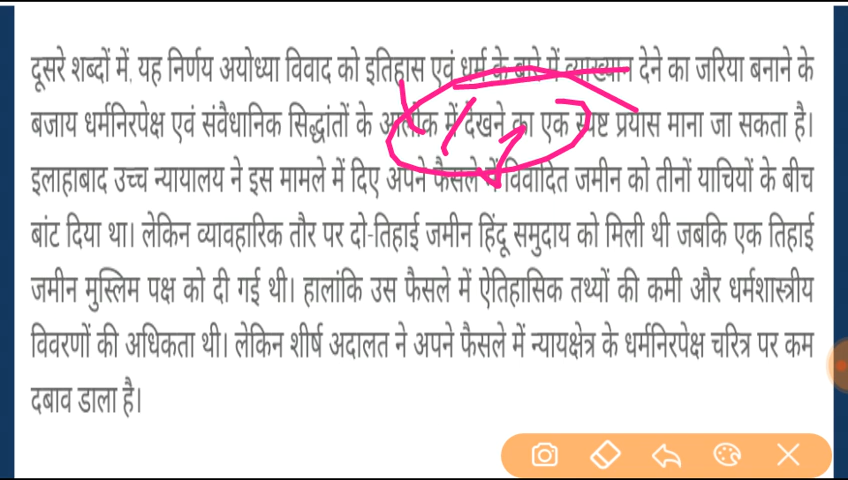 दूसरे शब्दों में, यह निर्णय अयोध्या विवाद को इतिहास एवं धर्म के बारे में व्याख्यान देने का जरिया बनाने के
बजाय धर्मनिरपेक्ष एवं संवैधानिक सिद्धांतों के आलोक में देखने का एक स्पष्ट प्रयास माना जा सकता है।
इलाहाबाद उच्च न्यायालय ने इस मामले में दिए अपने फैसले में विवादित जमीन को तीनों याचियों के बीच
बांट दिया था। लेकिन व्यावहारिक तौर पर दो-तिहाई जमीन हिंदू समुदाय को मिली थी जबकि एक तिहाई
जमीन मुस्लिम पक्ष को दी गई थी। हालांकि उस फैसले में ऐतिहासिक तथ्यों की कमी और धर्मशास्त्रीय
विवरणों की अधिकता थी। लेकिन शीर्ष अदालत ने अपने फैसले में न्यायक्षेत्र के धर्मनिरपेक्ष चरित्र पर कम
दबाव डाला है।